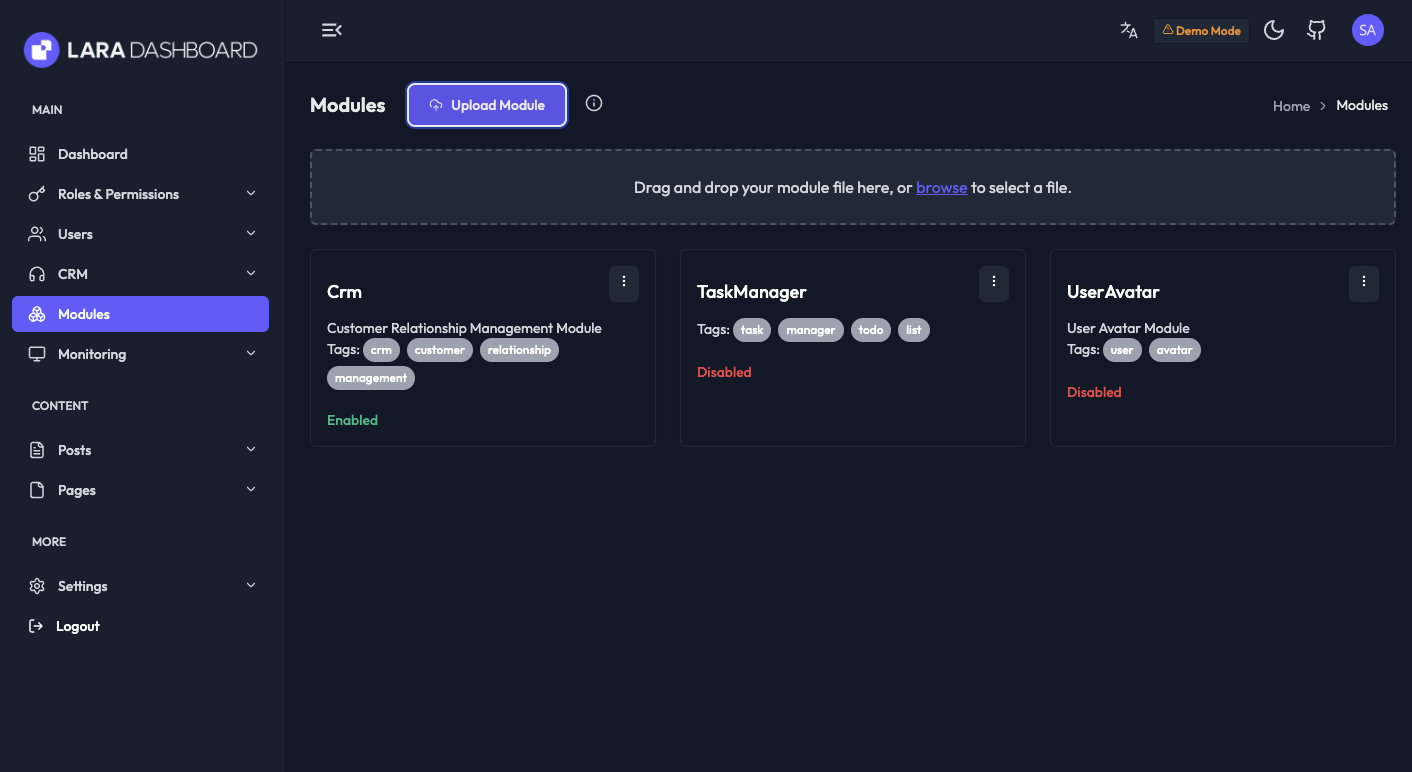 LARA DASHBOARD
Demo Mode
SA
MAIN
Dashboard
Roles & Permissions
Users
CRM
Modules
Monitoring
CONTENT
Posts
Pages
MORE
Settings
Logout
Modules
Upload Module
Home > Modules
Drag and drop your module file here, or browse to select a file.
Crm
Customer Relationship Management Module
Tags: crm customer relationship
management
Enabled
TaskManager
Tags: task manager todo list
Disabled
UserAvatar
User Avatar Module
Tags: user avatar
Disabled